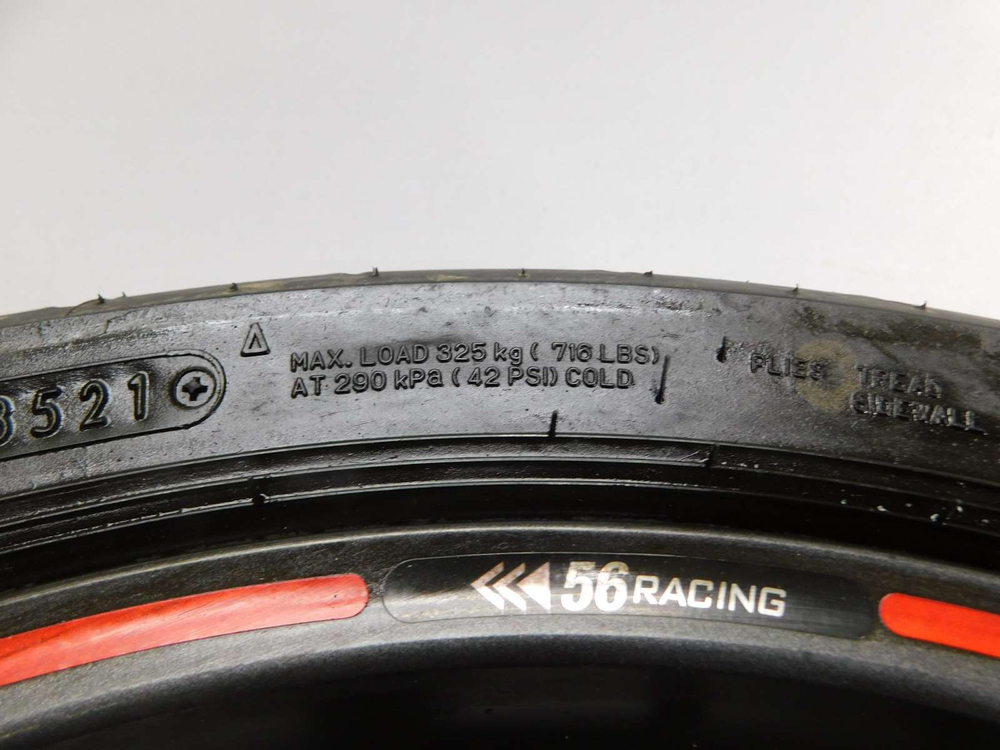 MAX. LOAD 325 kg ( 716 LBS)
AT 290 kPa ( 42 PSI) COLD
3521
PLIES TREAD
SIDEWALL
56 RACING